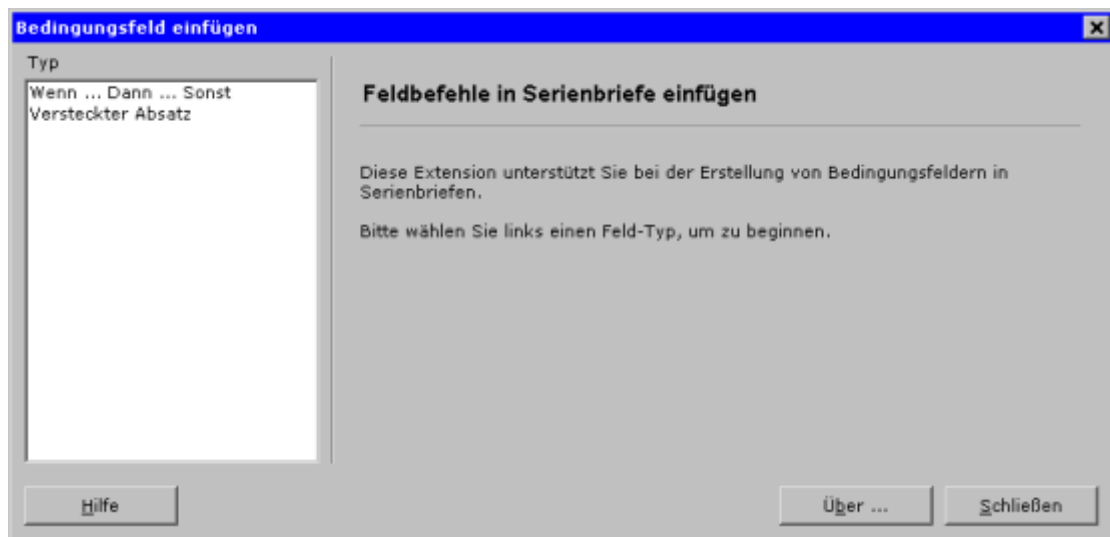 Bedingungsfeld einfügen
Typ
Wenn ... Dann ... Sonst
Versteckter Absatz
Feldbefehle in Serienbriefe einfügen
Diese Extension unterstützt Sie bei der Erstellung von Bedingungsfeldern in
Serienbriefen.
Bitte wählen Sie links einen Feld-Typ, um zu beginnen.
Hilfe
Über ...
Schließen